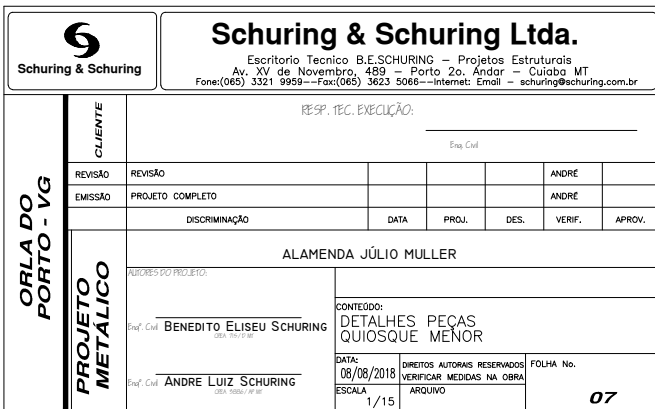 Schuring & Schuring
Schuring & Schuring Ltda.
Escritorio Tecnico B.E.SCHURING – Projetos Estruturais
Av. XV de Novembro, 489 – Porto 2o. Andar – Cuiaba MT
Fone:(065) 3321 9959––Fax:(065) 3623 5066––Internet: Email – schuring@schuring.com.br
ORLA DO
PORTO - VG
CLIENTE
RESP. TEC. EXECUÇÃO:
Eng. Civil
REVISÃO REVISÃO ANDRÉ
EMISSÃO PROJETO COMPLETO ANDRÉ
DISCRIMINAÇÃO DATA PROJ. DES. VERIF. APROV.
PROJETO
METÁLICO
ALAMENDA JÚLIO MULLER
AUTORES DO PROJETO:
Engº. Civil BENEDITO ELISEU SCHURING
Engº. Civil ANDRE LUIZ SCHURING
CONTEÚDO:
DETALHES PEÇAS
QUIOSQUE MENOR
DATA:
08/08/2018
DIREITOS AUTORAIS RESERVADOS
VERIFICAR MEDIDAS NA OBRA
FOLHA No.
07
ESCALA
1/15
ARQUIVO